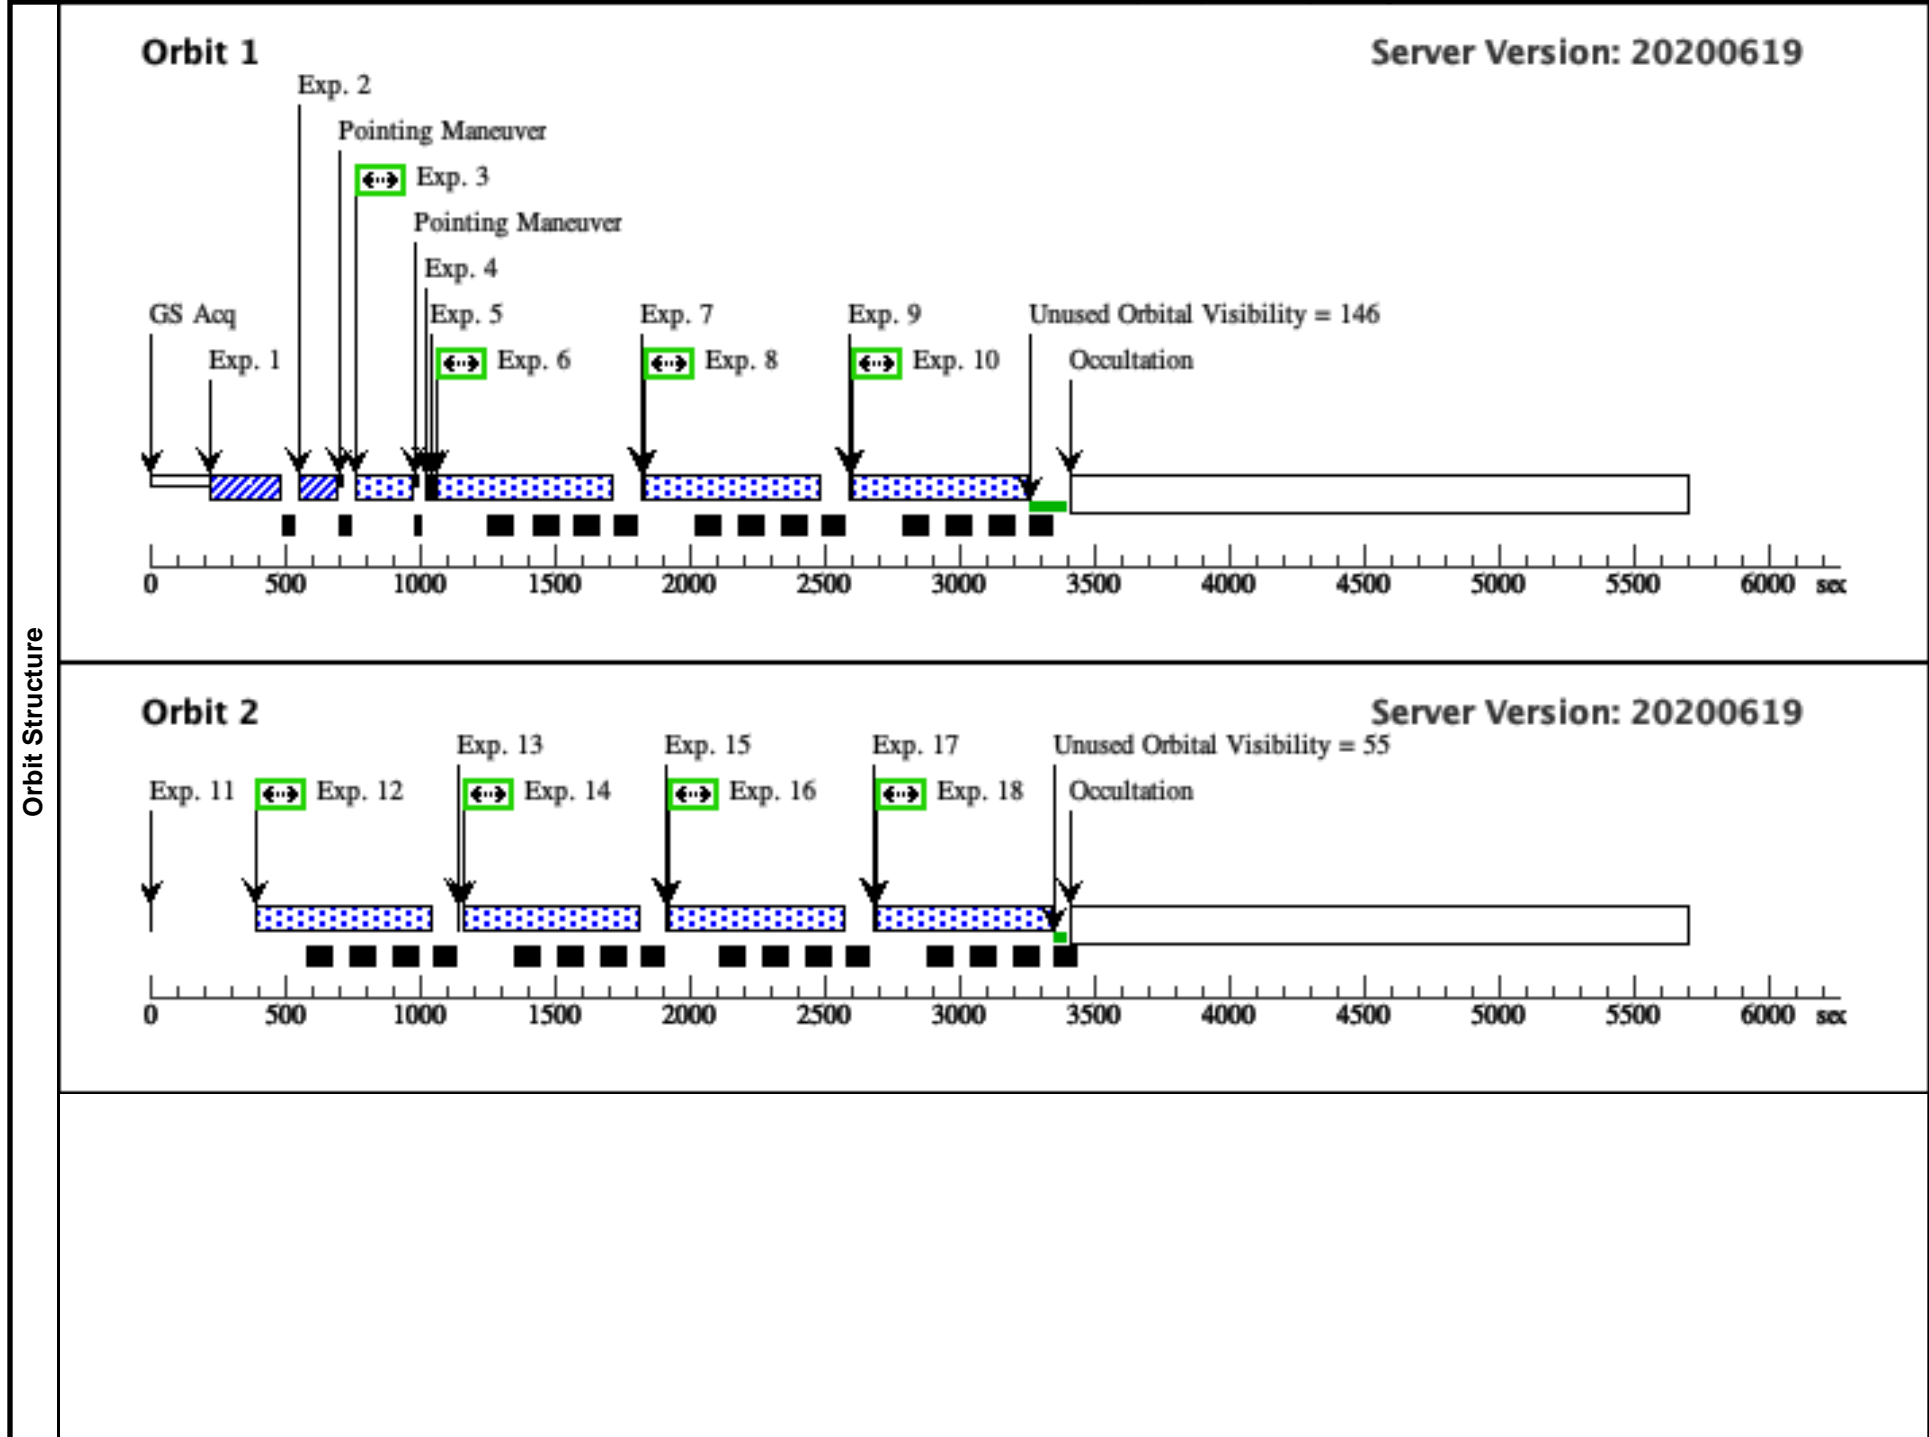 Orbit Structure
Orbit 1 Server Version: 20200619
Exp. 2
Pointing Maneuver
Exp. 3
Pointing Maneuver
Exp. 4
GS Acq Exp. 5 Exp. 7 Exp. 9 Unused Orbital Visibility = 146
Exp. 1 Exp. 6 Exp. 8 Exp. 10 Occultation
0 500 1000 1500 2000 2500 3000 3500 4000 4500 5000 5500 6000 sec
Orbit 2 Server Version: 20200619
Exp. 13 Exp. 15 Exp. 17 Unused Orbital Visibility = 55
Exp. 11 Exp. 12 Exp. 14 Exp. 16 Exp. 18 Occultation
0 500 1000 1500 2000 2500 3000 3500 4000 4500 5000 5500 6000 sec